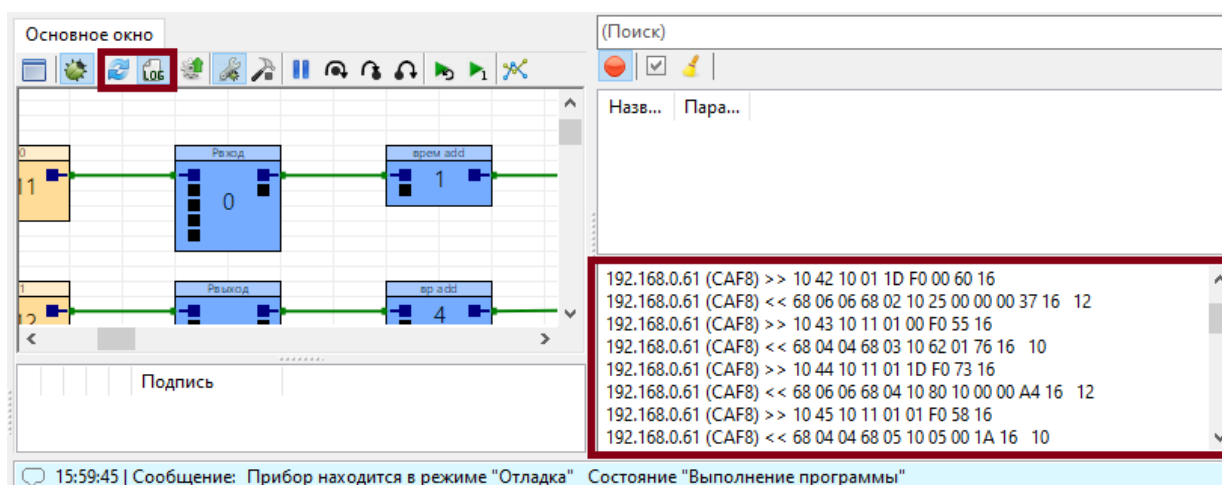 Основное окно
(Поиск)
LOG
1
Назв... Пара...
0
11
Рвход
0
врем add
1
1
12
Рвыход
вр add
4
192.168.0.61 (CAF8) >> 10 42 10 01 1D F0 00 60 16
192.168.0.61 (CAF8) << 68 06 06 68 02 10 25 00 00 00 37 16 12
192.168.0.61 (CAF8) >> 10 43 10 11 01 00 F0 55 16
192.168.0.61 (CAF8) << 68 04 04 68 03 10 62 01 76 16 10
192.168.0.61 (CAF8) >> 10 44 10 11 01 1D F0 73 16
192.168.0.61 (CAF8) << 68 06 06 68 04 10 80 10 00 00 A4 16 12
192.168.0.61 (CAF8) >> 10 45 10 11 01 01 F0 58 16
192.168.0.61 (CAF8) << 68 04 04 68 05 10 05 00 1A 16 10
Подпись
15:59:45 | Сообщение: Прибор находится в режиме "Отладка" Состояние "Выполнение программы"